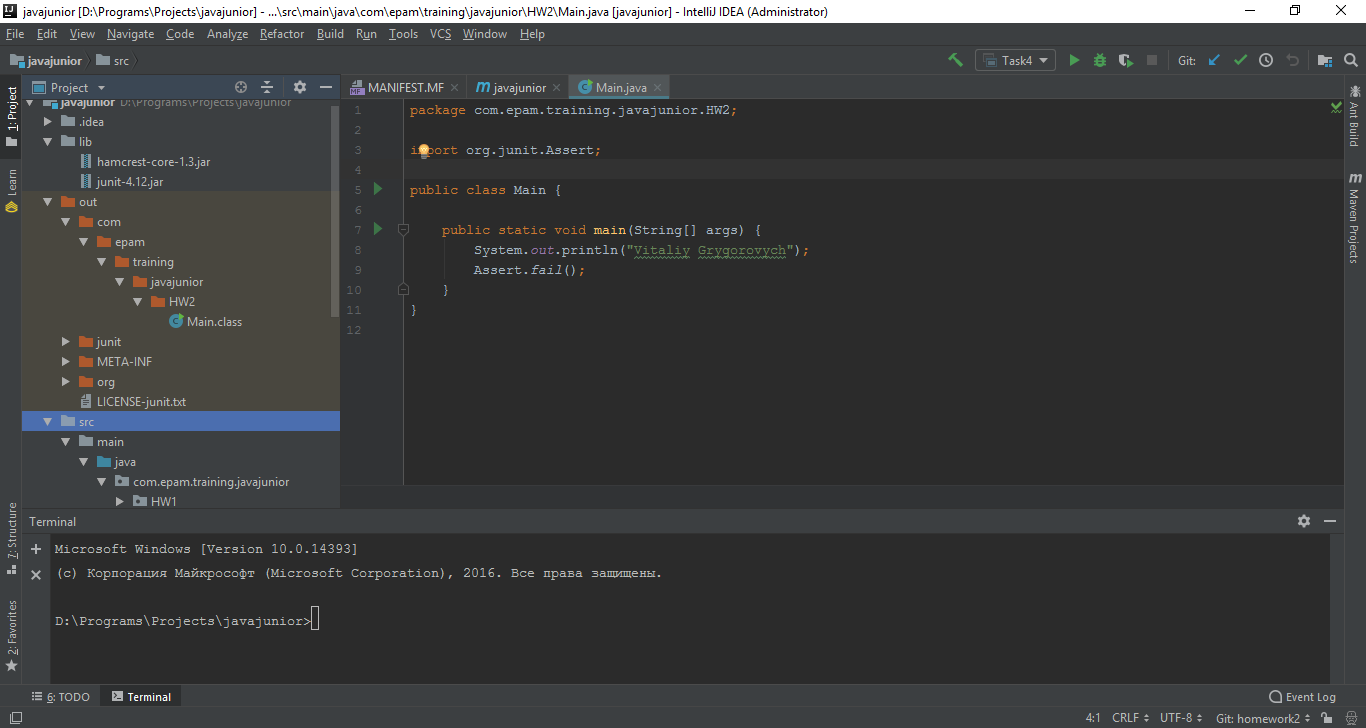 javajunior [D:\Programs\Projects\javajunior] - ...\src\main\java\com\epam\training\javajunior\HW2\Main.java [javajunior] - IntelliJ IDEA (Administrator)
File Edit View Navigate Code Analyze Refactor Build Run Tools VCS Window Help
javajunior src Task4 Git:
Project
MANIFEST.MF javajunior Main.java
javajunior D:\Programs\Projects\javajunior
.idea
lib
hamcrest-core-1.3.jar
junit-4.12.jar
out
com
epam
training
javajunior
HW2
Main.class
junit
META-INF
org
LICENSE-junit.txt
src
main
java
com.epam.training.javajunior
HW1
1 package com.epam.training.javajunior.HW2;
2
3 import org.junit.Assert;
4
5 public class Main {
6
7 public static void main(String[] args) {
8 System.out.println("Vitaliy Grygorovych");
9 Assert.fail();
10 }
11 }
12
1: Project
Learn
7: Structure
2: Favorites
Ant Build
Maven Projects
Terminal
Microsoft Windows [Version 10.0.14393]
(c) Корпорация Майкрософт (Microsoft Corporation), 2016. Все права защищены.
D:\Programs\Projects\javajunior>
6: TODO Terminal Event Log
4:1 CRLF UTF-8 Git: homework2